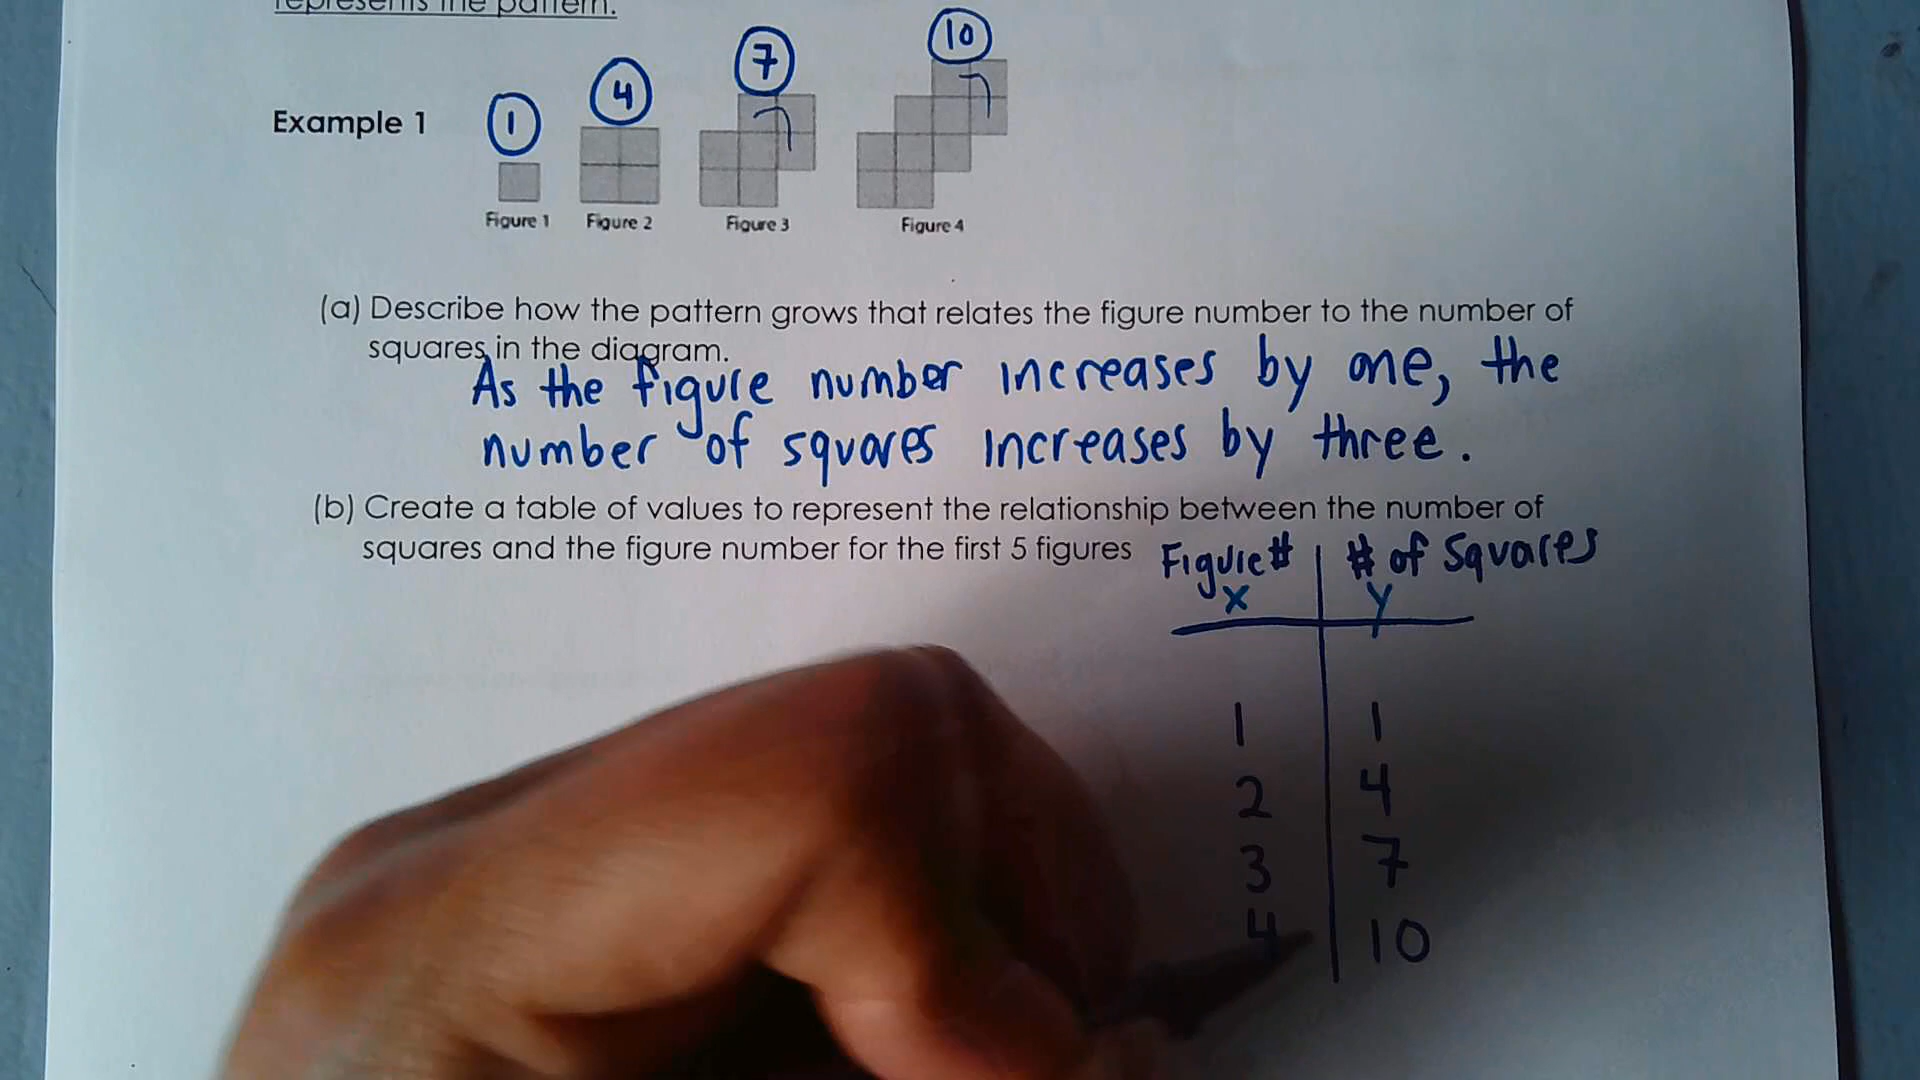 represents the pattern.
10
7
4
1
Example 1
Figure 1 Figure 2 Figure 3 Figure 4
(a) Describe how the pattern grows that relates the figure number to the number of
squares in the diagram.
As the figure number increases by one, the
number of squares increases by three.
(b) Create a table of values to represent the relationship between the number of
squares and the figure number for the first 5 figures
Figure # # of Squares
x y
1 1
2 4
3 7
4 10